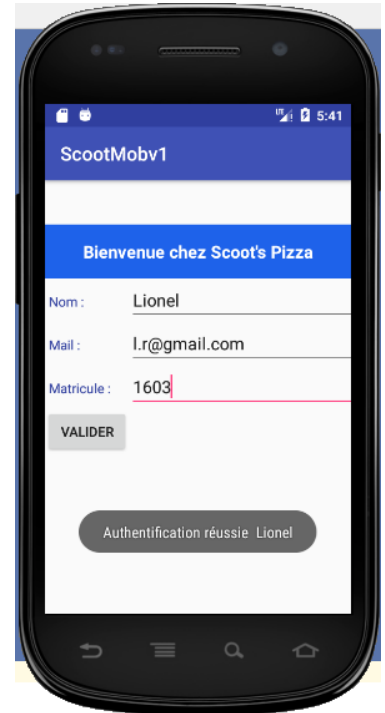 5:41
ScootMobv1
Bienvenue chez Scoot's Pizza
Nom : Lionel
Mail : l.r@gmail.com
Matricule : 1603
VALIDER
Authentification réussie Lionel